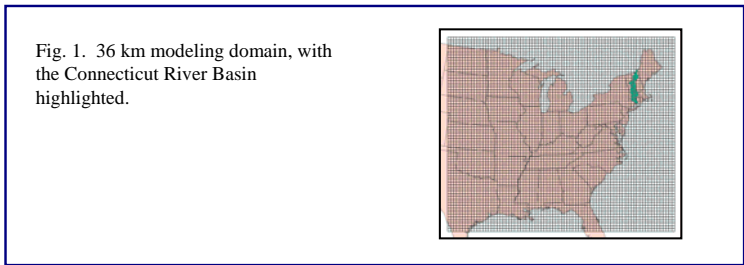 Fig. 1.  36 km modeling domain, with
the Connecticut River Basin
highlighted.